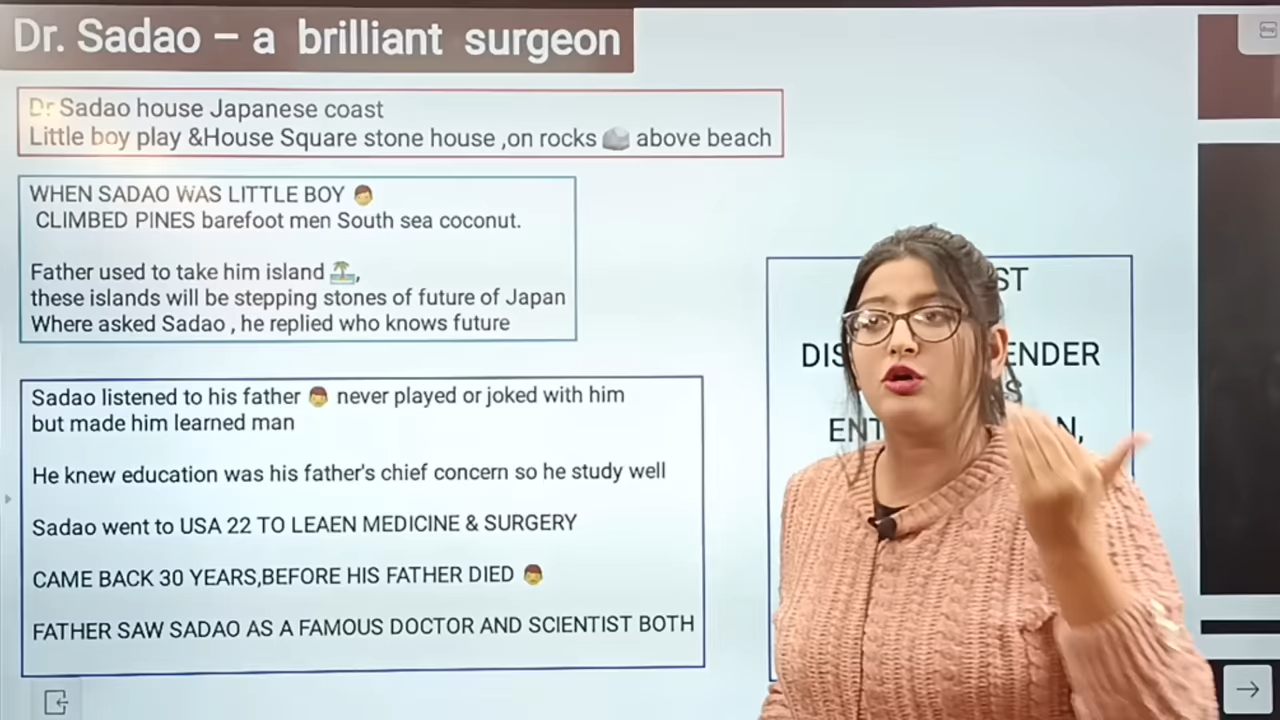 Dr. Sadao – a brilliant surgeon
Dr Sadao house Japanese coast
Little boy play &House Square stone house ,on rocks above beach
WHEN SADAO WAS LITTLE BOY
CLIMBED PINES barefoot men South sea coconut.
Father used to take him island ,
these islands will be stepping stones of future of Japan
Where asked Sadao , he replied who knows future
Sadao listened to his father never played or joked with him
but made him learned man
He knew education was his father's chief concern so he study well
Sadao went to USA 22 TO LEAEN MEDICINE & SURGERY
CAME BACK 30 YEARS,BEFORE HIS FATHER DIED
FATHER SAW SADAO AS A FAMOUS DOCTOR AND SCIENTIST BOTH